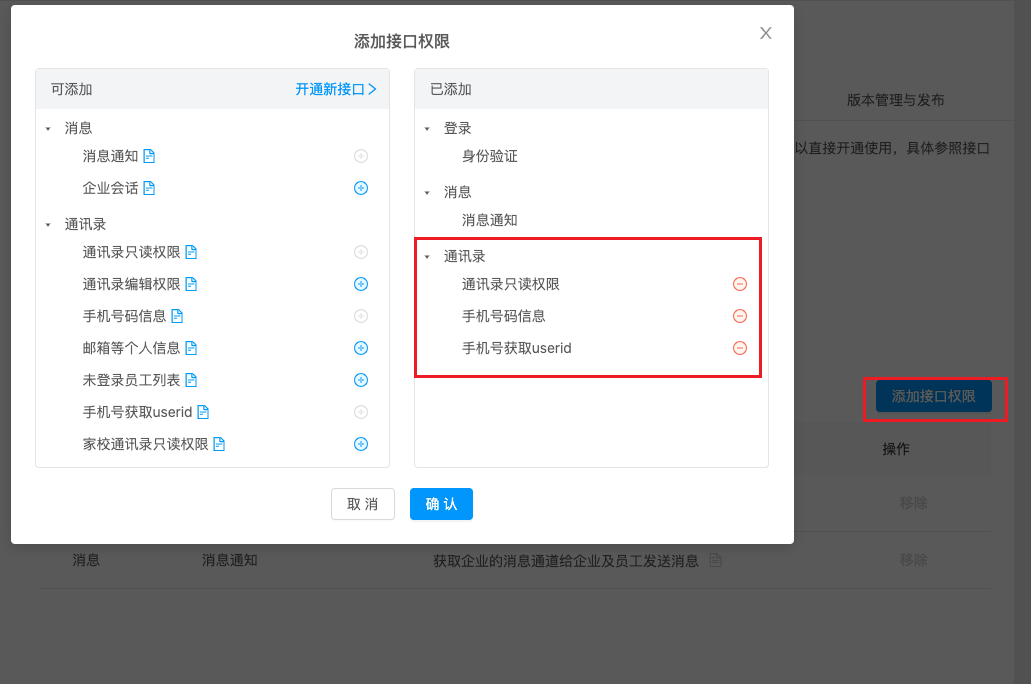 添加接口权限
可添加
开通新接口
消息
消息通知
企业会话
通讯录
通讯录只读权限
通讯录编辑权限
手机号码信息
邮箱等个人信息
未登录员工列表
手机号获取userid
家校通讯录只读权限
已添加
登录
身份验证
消息
消息通知
通讯录
通讯录只读权限
手机号码信息
手机号获取userid
取消
确认
版本管理与发布
以直接开通使用，具体参照接口
添加接口权限
操作
移除
消息 消息通知 获取企业的消息通道给企业及员工发送消息 移除